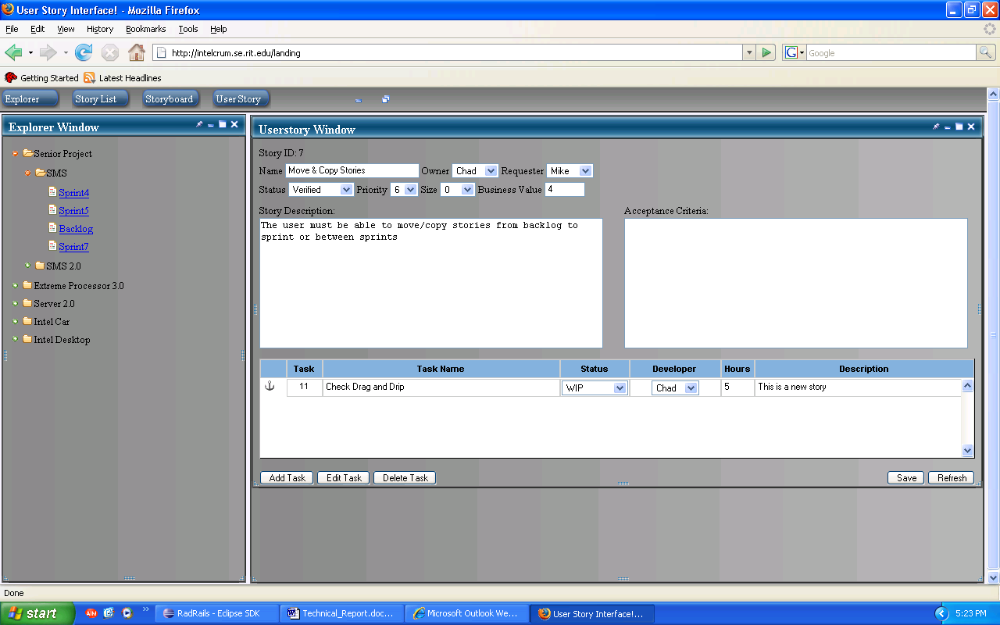 User Story Interface! - Mozilla Firefox
File Edit View History Bookmarks Tools Help
http://intelcrum.se.rit.edu/landing
G Google
Getting Started Latest Headlines
Explorer Story List Storyboard User Story
Explorer Window
Senior Project
SMS
Sprint4
Sprint5
Backlog
Sprint7
SMS 2.0
Extreme Processor 3.0
Server 2.0
Intel Car
Intel Desktop
Userstory Window
Story ID: 7
Name Move & Copy Stories Owner Chad Requester Mike
Status Verified Priority 6 Size 0 Business Value 4
Story Description: Acceptance Criteria:
The user must be able to move/copy stories from backlog to
sprint or between sprints
Task Task Name Status Developer Hours Description
11 Check Drag and Drip WIP Chad 5 This is a new story
Add Task Edit Task Delete Task Save Refresh
Done
start AIM » RadRails - Eclipse SDK Technical_Report.doc... Microsoft Outlook We... User Story Interface!... 5:23 PM